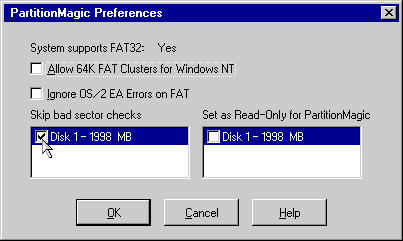 PartitionMagic Preferences
System supports FAT32: Yes
Allow 64K FAT Clusters for Windows NT
Ignore OS/2 EA Errors on FAT
Skip bad sector checks
Set as Read-Only for PartitionMagic
Disk 1 - 1998 MB
Disk 1 - 1998 MB
OK
Cancel
Help